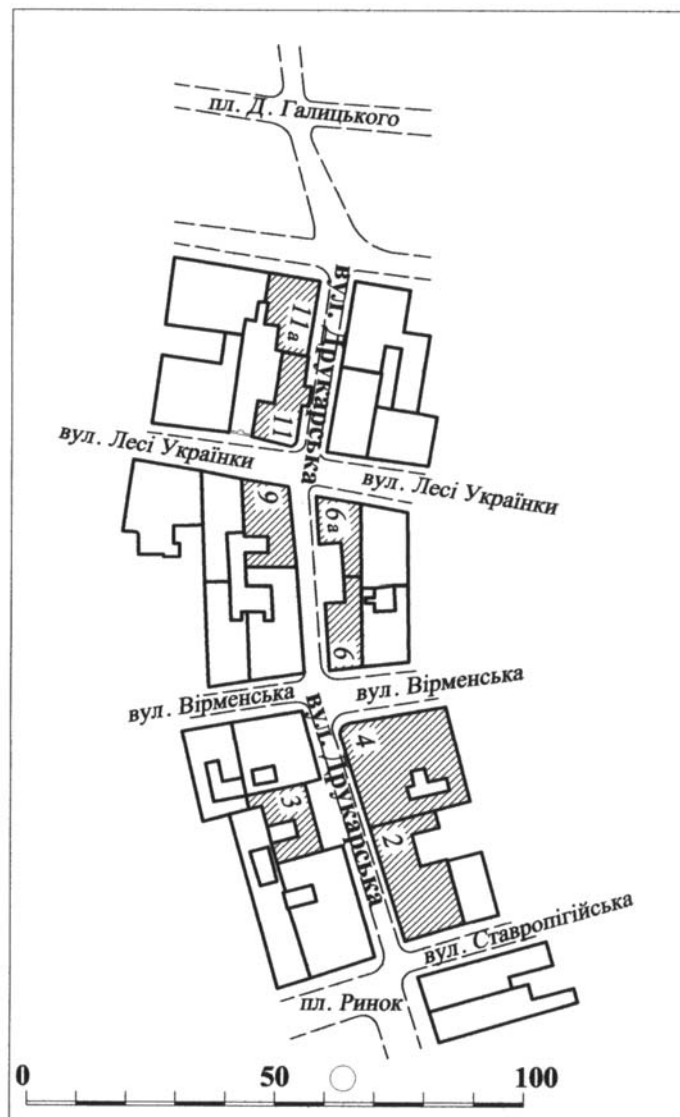 пл. Д. Галицького
вул. Друкарська
11а
11
вул. Лесі Українки
вул. Лесі Українки
9
6а
6
вул. Вірменська
вул. Вірменська
вул. Друкарська
4
3
2
вул. Ставропігійська
пл. Ринок
0 50 100